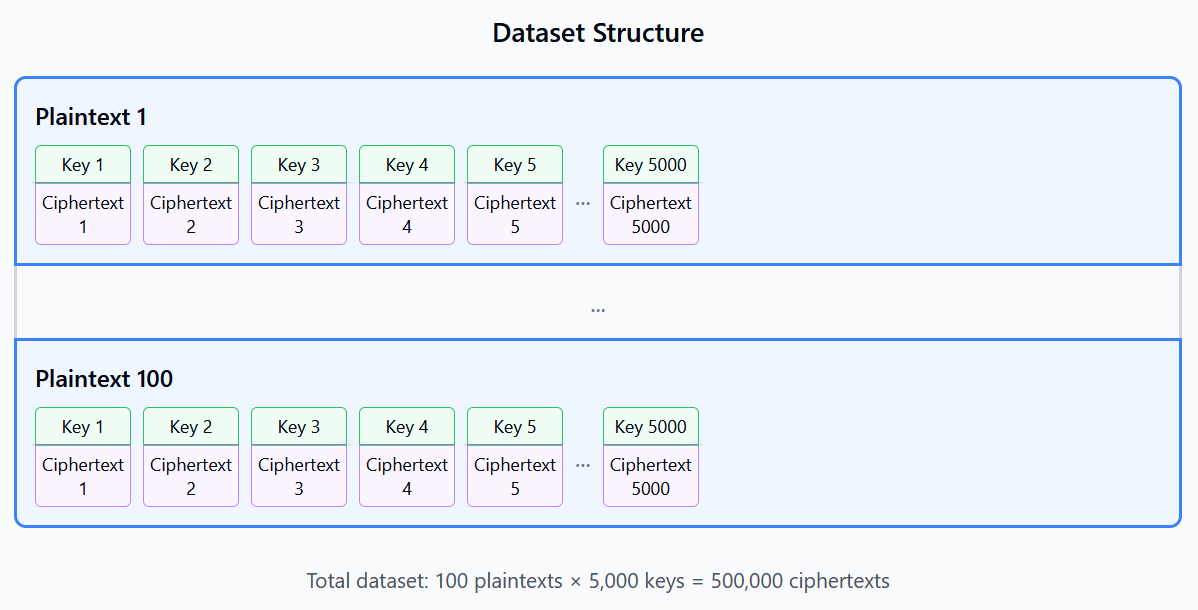 Dataset Structure
Plaintext 1
Key 1 Key 2 Key 3 Key 4 Key 5 Key 5000
Ciphertext Ciphertext Ciphertext Ciphertext Ciphertext ... Ciphertext
1 2 3 4 5 5000
...
Plaintext 100
Key 1 Key 2 Key 3 Key 4 Key 5 Key 5000
Ciphertext Ciphertext Ciphertext Ciphertext Ciphertext ... Ciphertext
1 2 3 4 5 5000
Total dataset: 100 plaintexts × 5,000 keys = 500,000 ciphertexts